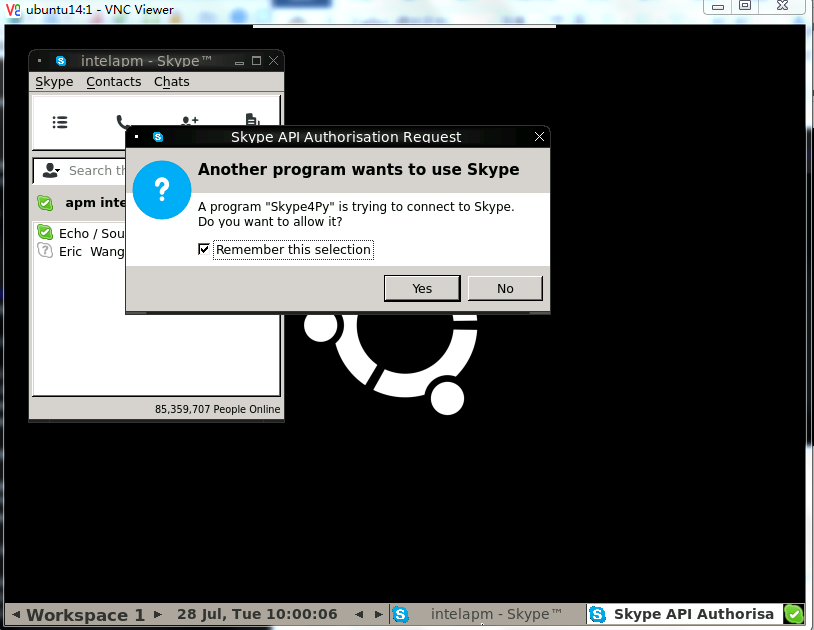 ubuntu14:1 - VNC Viewer
intelapm - Skype™
Skype Contacts Chats
Skype API Authorisation Request
Another program wants to use Skype
Search th
A program "Skype4Py" is trying to connect to Skype.
Do you want to allow it?
apm inte
Echo / Sou
Eric Wang
Remember this selection
Yes No
85,359,707 People Online
Workspace 1 28 Jul, Tue 10:00:06 intelapm - Skype™ Skype API Authorisa